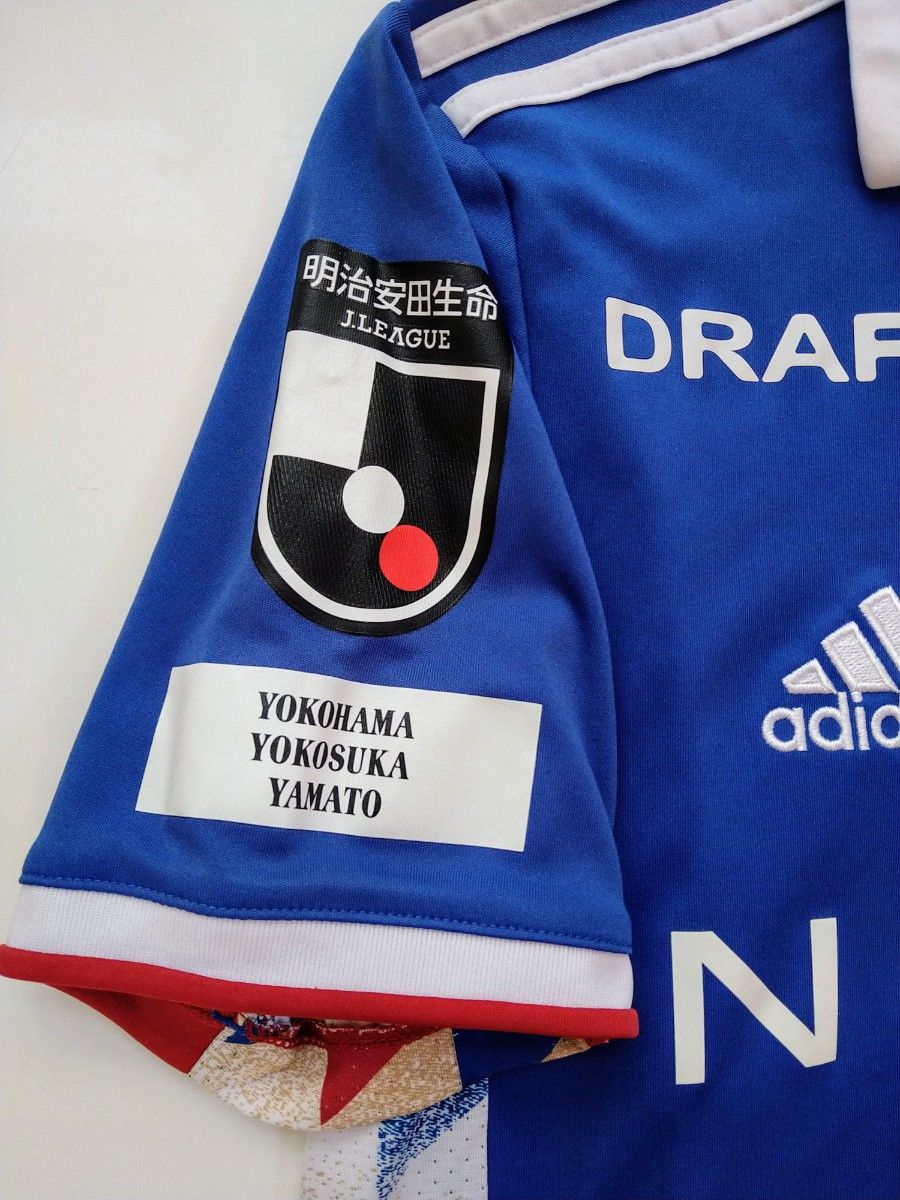 明治安田生命
J.LEAGUE
DRAF
adid
YOKOHAMA
YOKOSUKA
YAMATO
N